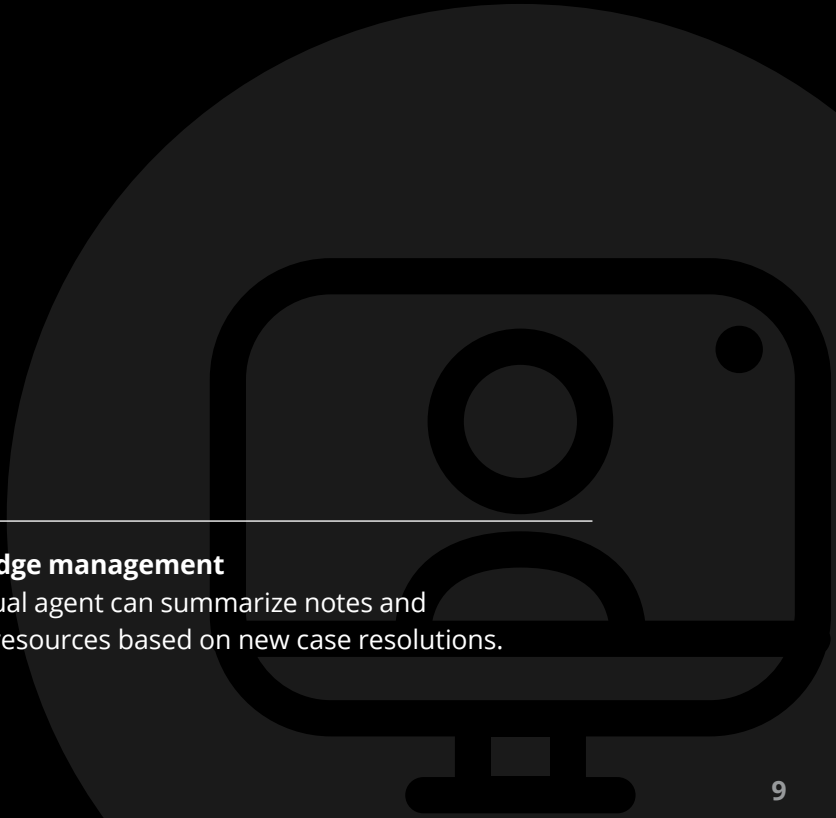 dge management
ual agent can summarize notes and
resources based on new case resolutions.
9